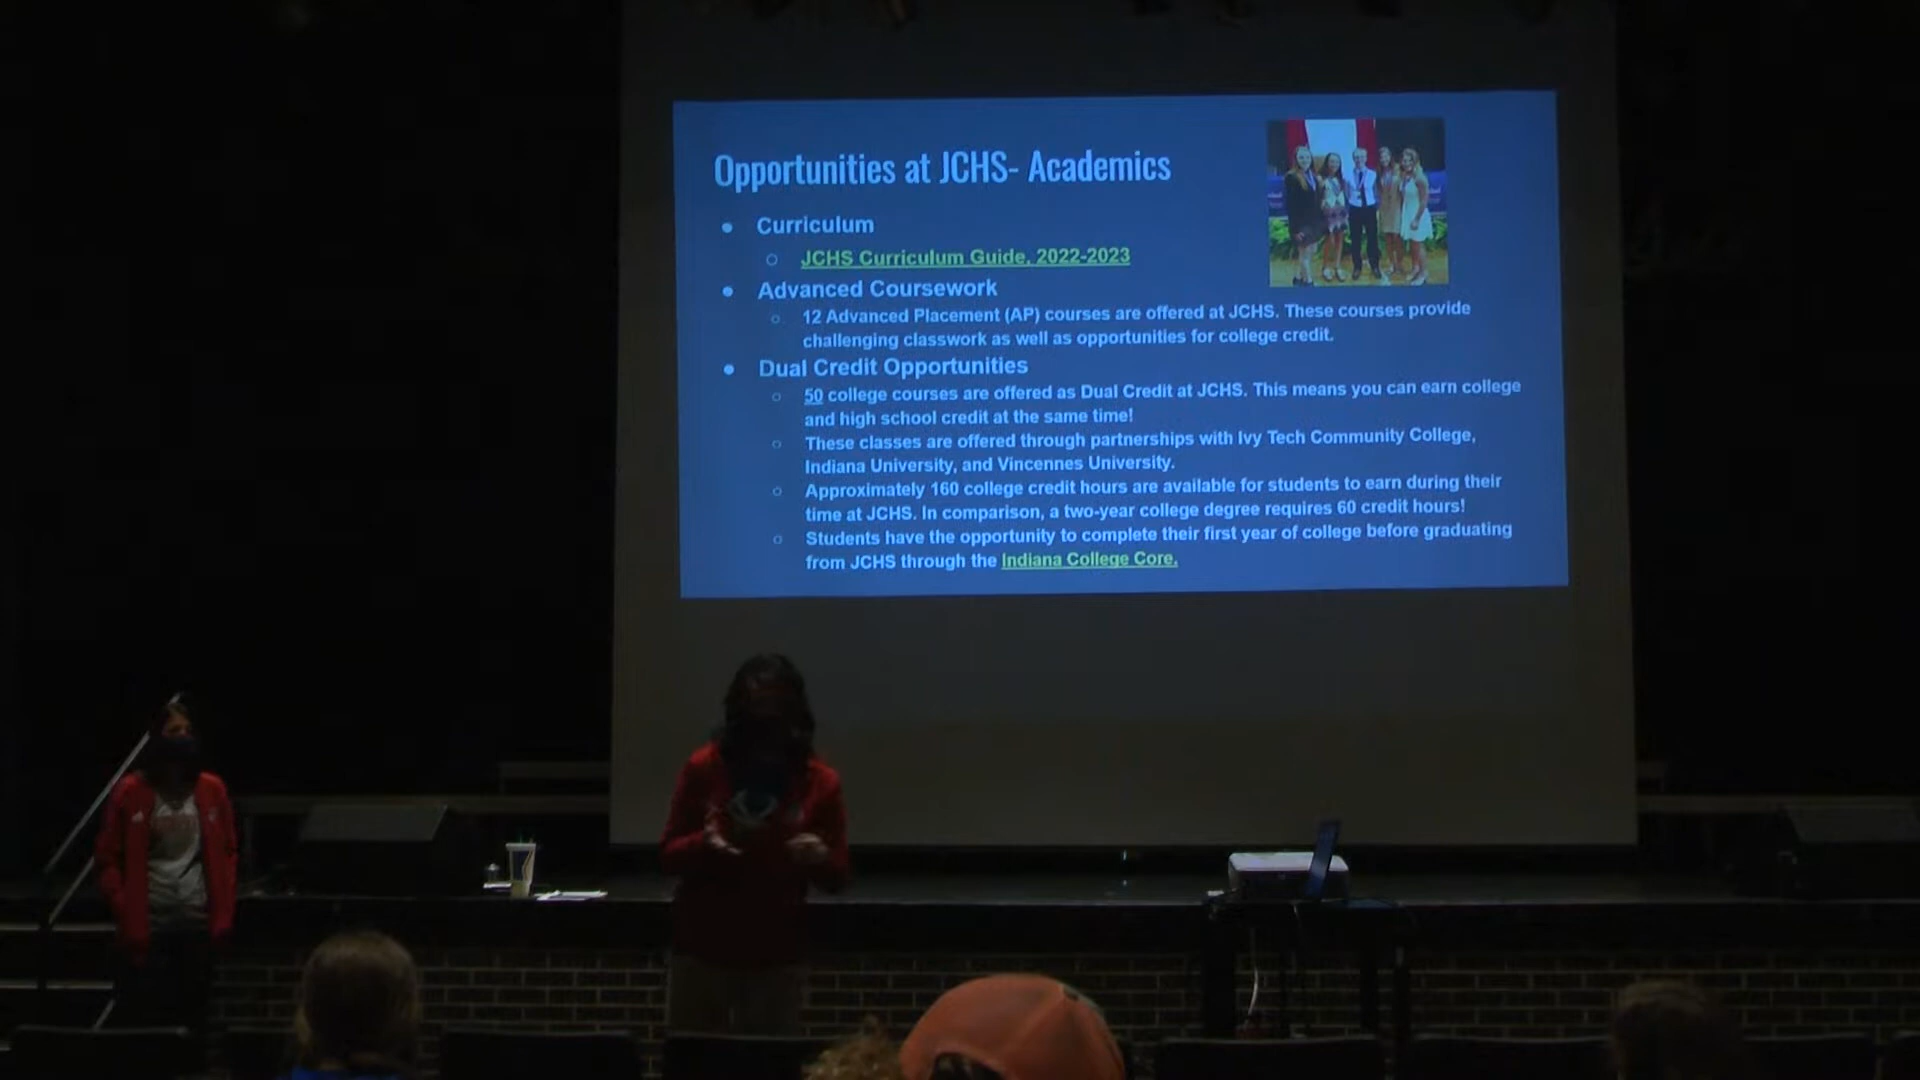 Opportunities at JCHS- Academics
Curriculum
JCHS Curriculum Guide, 2022-2023
Advanced Coursework
12 Advanced Placement (AP) courses are offered at JCHS. These courses provide
challenging classwork as well as opportunities for college credit.
Dual Credit Opportunities
50 college courses are offered as Dual Credit at JCHS. This means you can earn college
and high school credit at the same time!
These classes are offered through partnerships with Ivy Tech Community College,
Indiana University, and Vincennes University.
Approximately 160 college credit hours are available for students to earn during their
time at JCHS. In comparison, a two-year college degree requires 60 credit hours!
Students have the opportunity to complete their first year of college before graduating
from JCHS through the Indiana College Core.